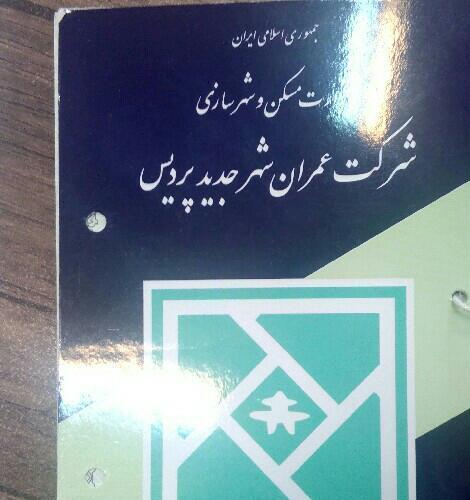 جمهوری اسلامی ایران
مسکن و شهرسازی
شرکت عمران شهر جدید پردیس